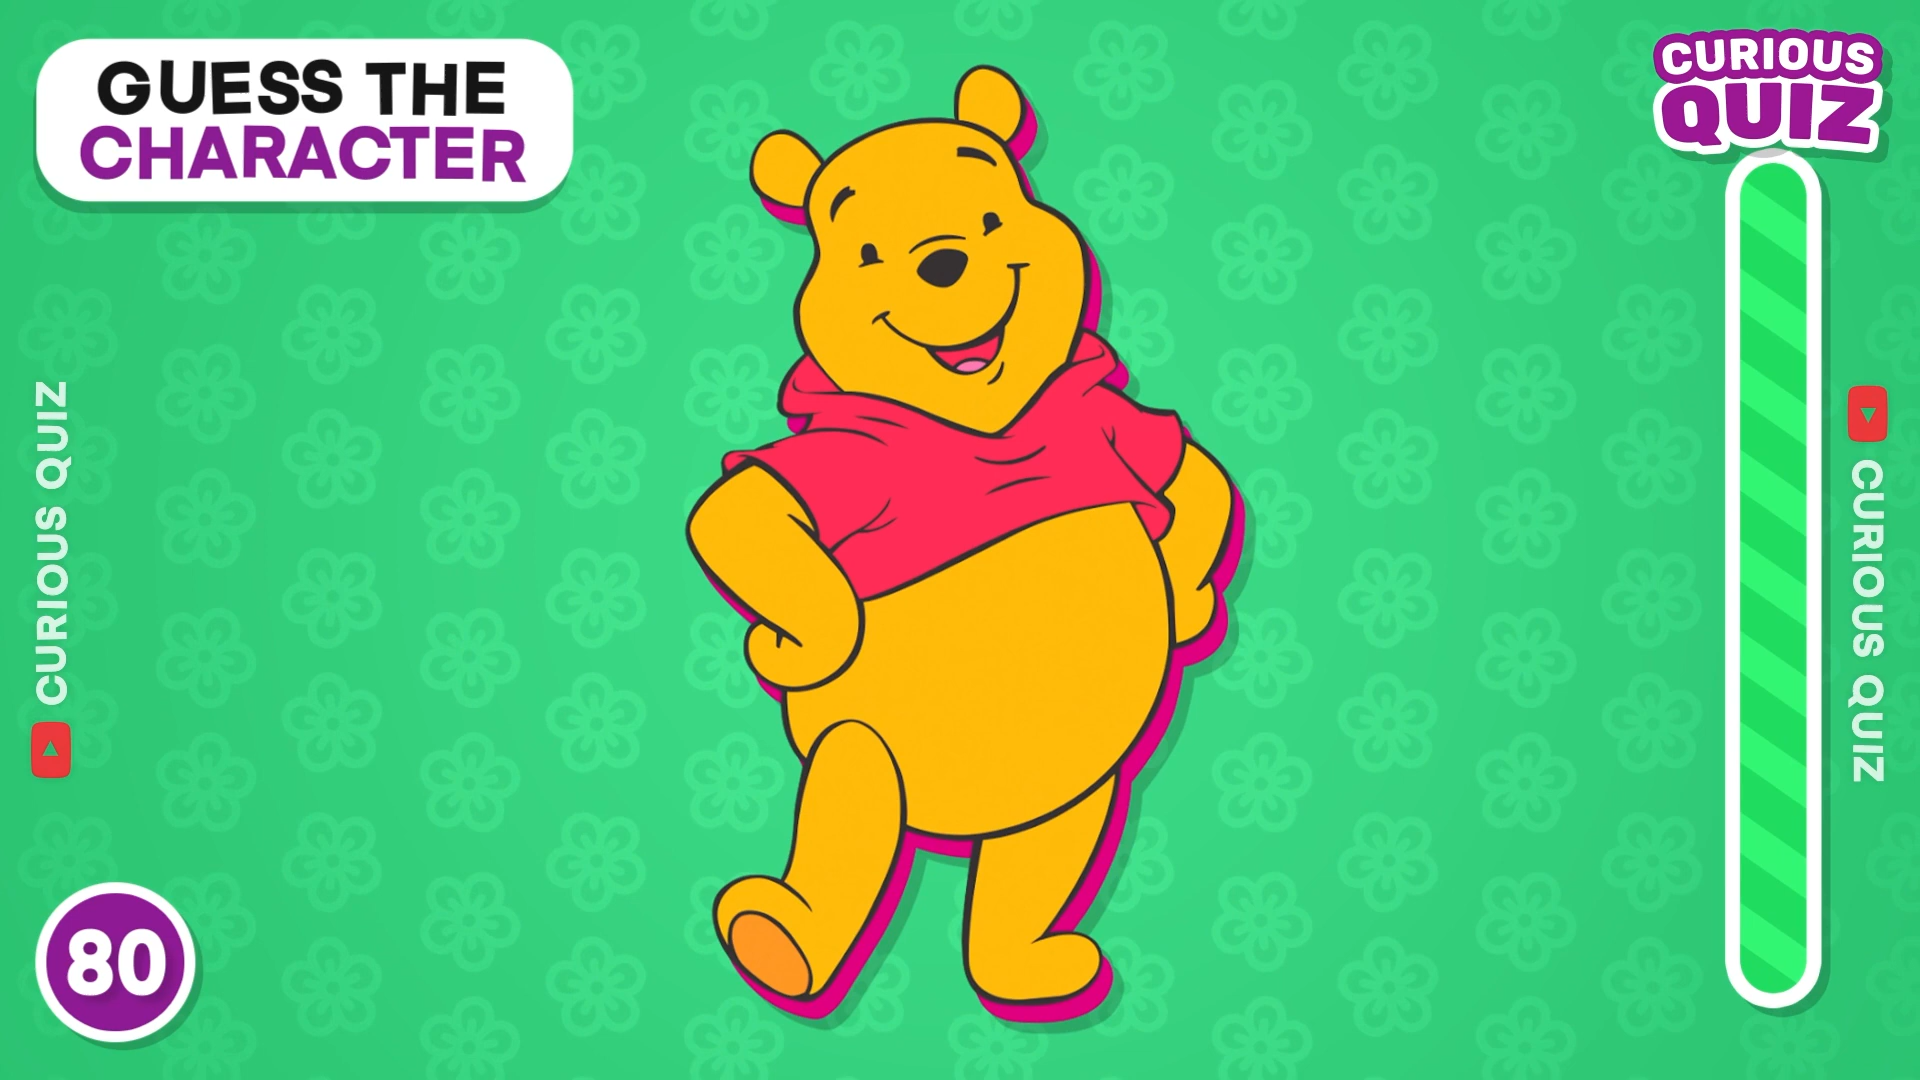 GUESS THE
CHARACTER
CURIOUS
QUIZ
CURIOUS QUIZ
CURIOUS QUIZ
80